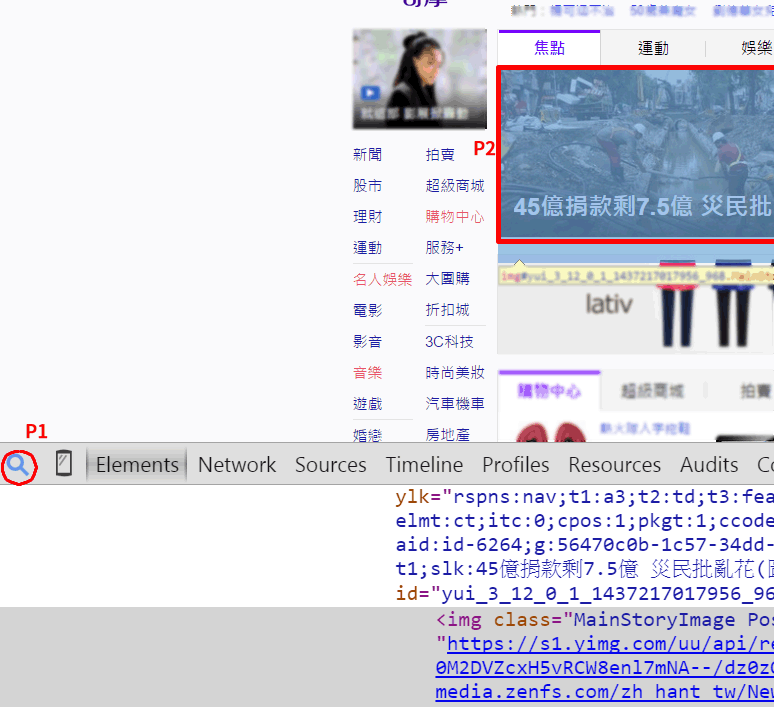 奇摩
焦點 運動 娛樂
P2
45億捐款剩7.5億 災民批
新聞 拍賣
股市 超級商城
理財 購物中心
運動 服務+
名人娛樂 大團購
電影 折扣城
影音 3C科技
音樂 時尚美妝
遊戲 汽車機車
婚戀 房地產
img#yui_3_12_0_1_1437217017956_968.MainSt
lativ
購物中心 超級商城 拍賣
P1
Elements Network Sources Timeline Profiles Resources Audits Co
ylk="rspns:nav;t1:a3;t2:td;t3:fea
elmt:ct;itc:0;cpos:1;pkgt:1;ccode
aid:id-6264;g:56470c0b-1c57-34dd-
t1;slk:45億捐款剩7.5億 災民批亂花(圖
id="yui_3_12_0_1_1437217017956_96
<img class="MainStoryImage Pos
"https://s1.yimg.com/uu/api/re
0M2DVZcxH5vRCW8enl7mNA--/dz0z
media.zenfs.com/zh_hant_tw/New